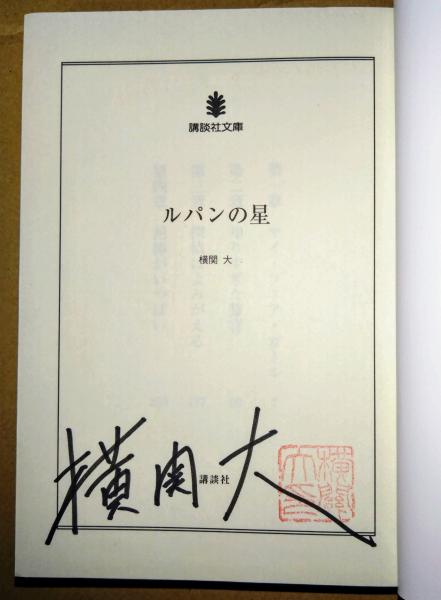 講談社文庫
ルパンの星
横関 大
横関大
講談社